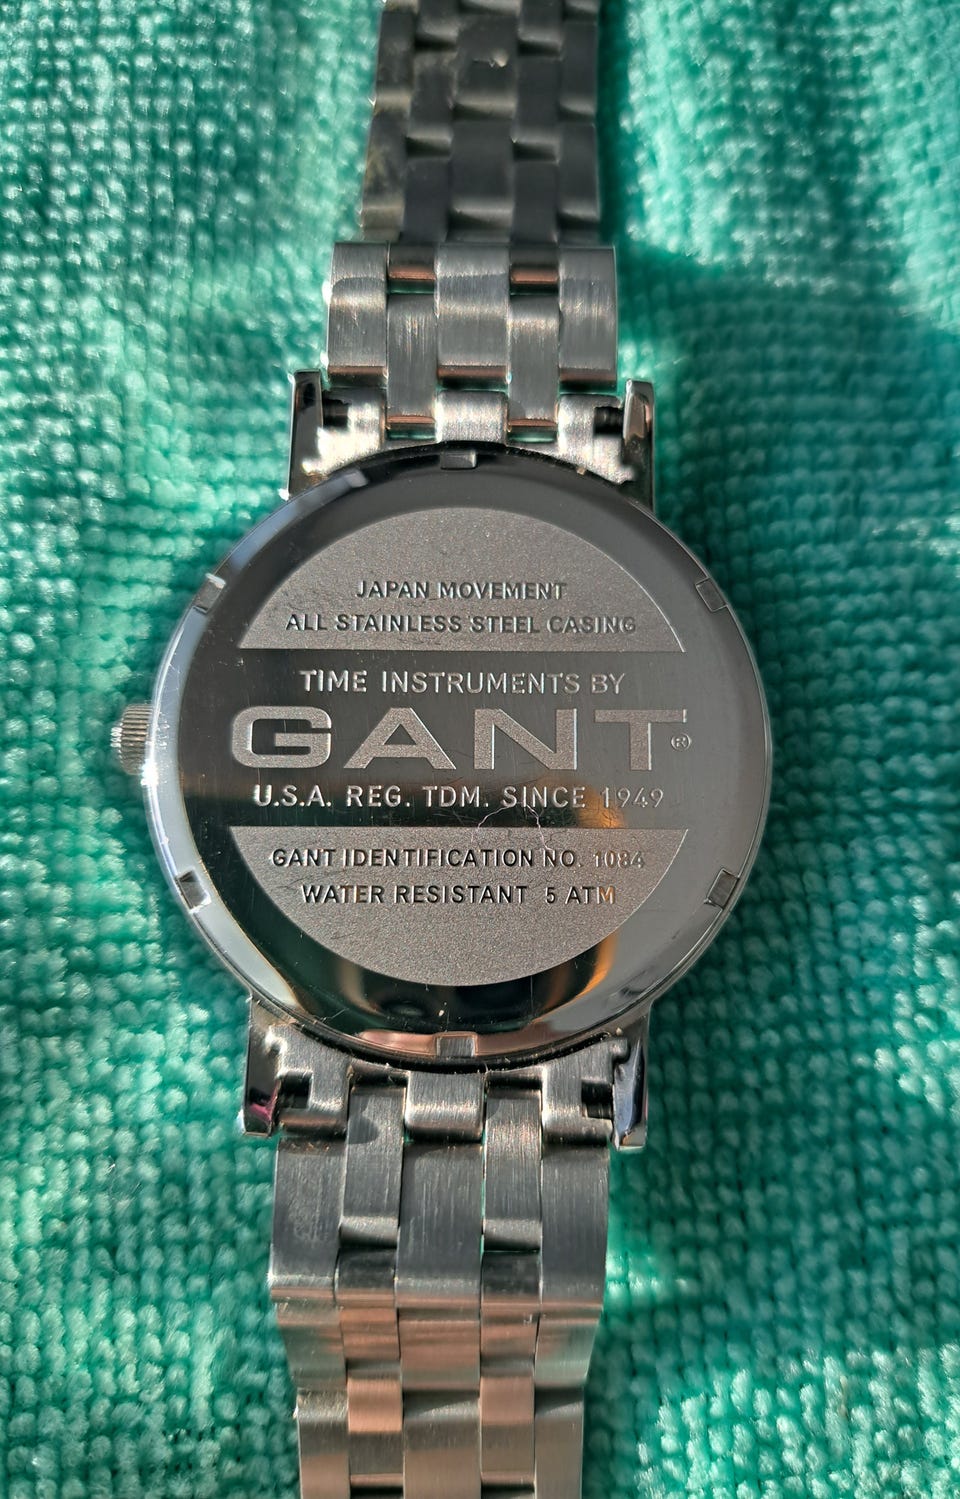 JAPAN MOVEMENT
ALL STAINLESS STEEL CASING
TIME INSTRUMENTS BY
GANT®
U.S.A. REG. TDM. SINCE 1949
GANT IDENTIFICATION NO. 1084
WATER RESISTANT 5 ATM